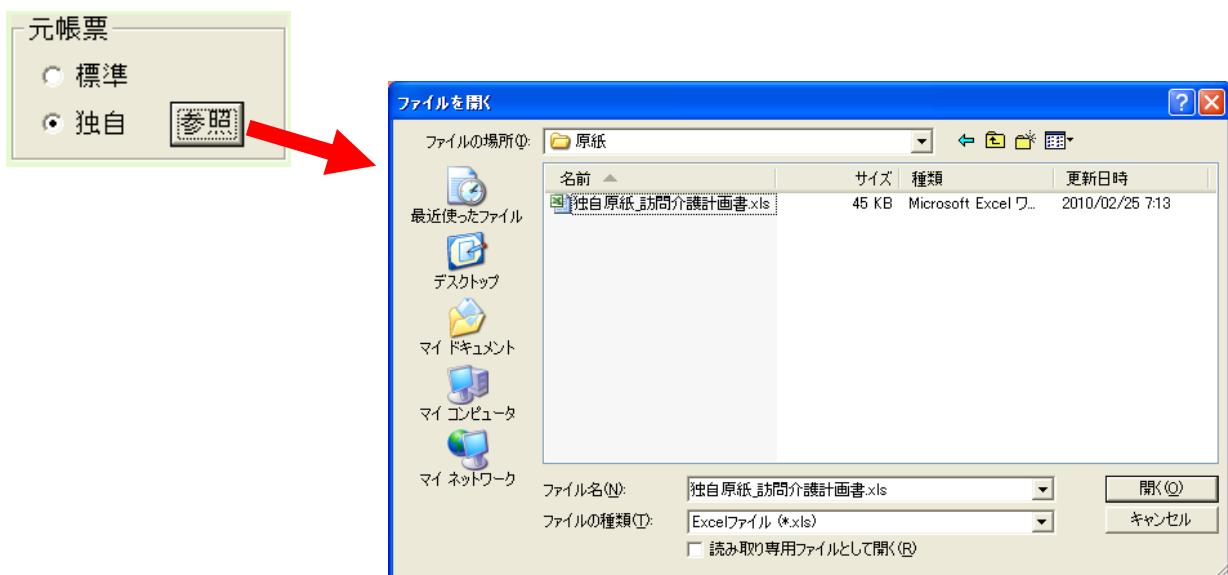 元帳票
標準
独自 参照
ファイルを開く
ファイルの場所(I): 原紙
名前 サイズ 種類 更新日時
独自原紙_訪問介護計画書.xls 45 KB Microsoft Excel ワ... 2010/02/25 7:13
最近使ったファイル
デスクトップ
マイ ドキュメント
マイ コンピュータ
マイ ネットワーク
ファイル名(N): 独自原紙_訪問介護計画書.xls 開く(O)
ファイルの種類(T): Excelファイル (*.xls) キャンセル
読み取り専用ファイルとして開く(R)